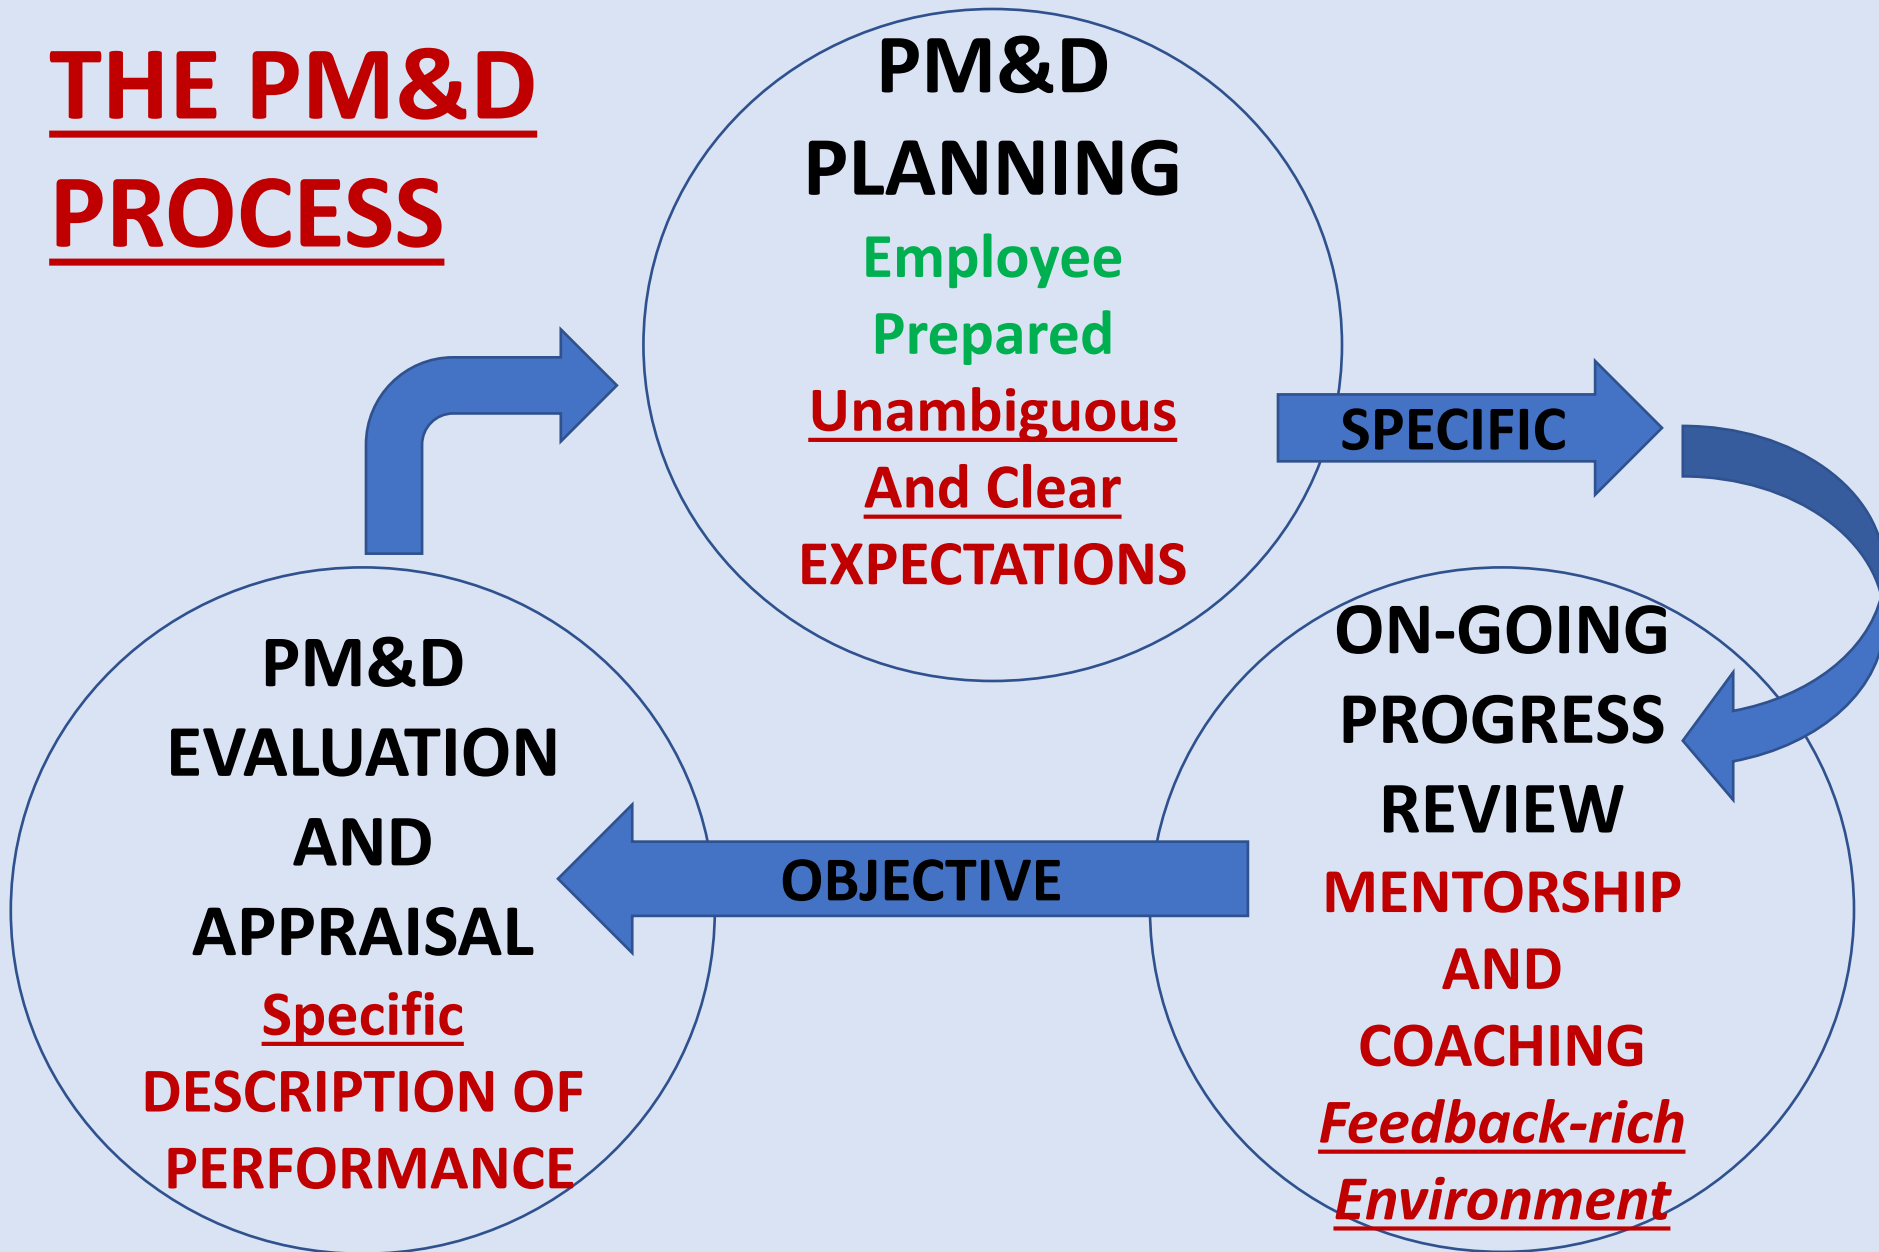 THE PM&D
PROCESS
PM&D
PLANNING
Employee
Prepared
Unambiguous
And Clear
EXPECTATIONS
SPECIFIC
ON-GOING
PROGRESS
REVIEW
MENTORSHIP
AND
COACHING
Feedback-rich
Environment
OBJECTIVE
PM&D
EVALUATION
AND
APPRAISAL
Specific
DESCRIPTION OF
PERFORMANCE